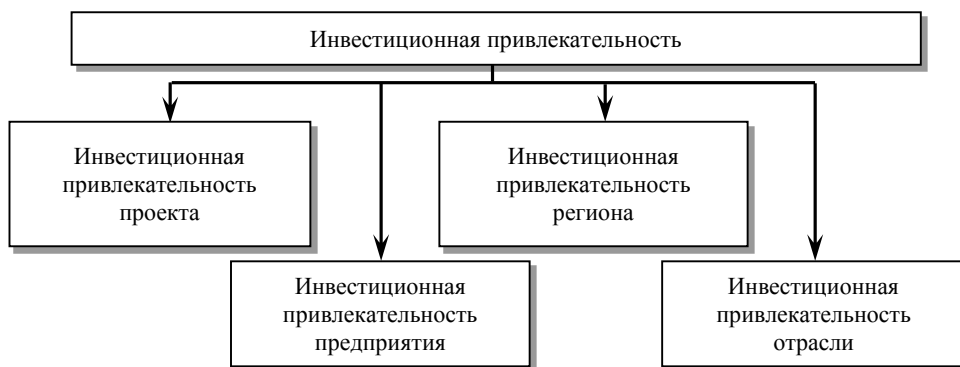 Инвестиционная привлекательность
Инвестиционная
привлекательность
проекта
Инвестиционная
привлекательность
региона
Инвестиционная
привлекательность
предприятия
Инвестиционная
привлекательность
отрасли